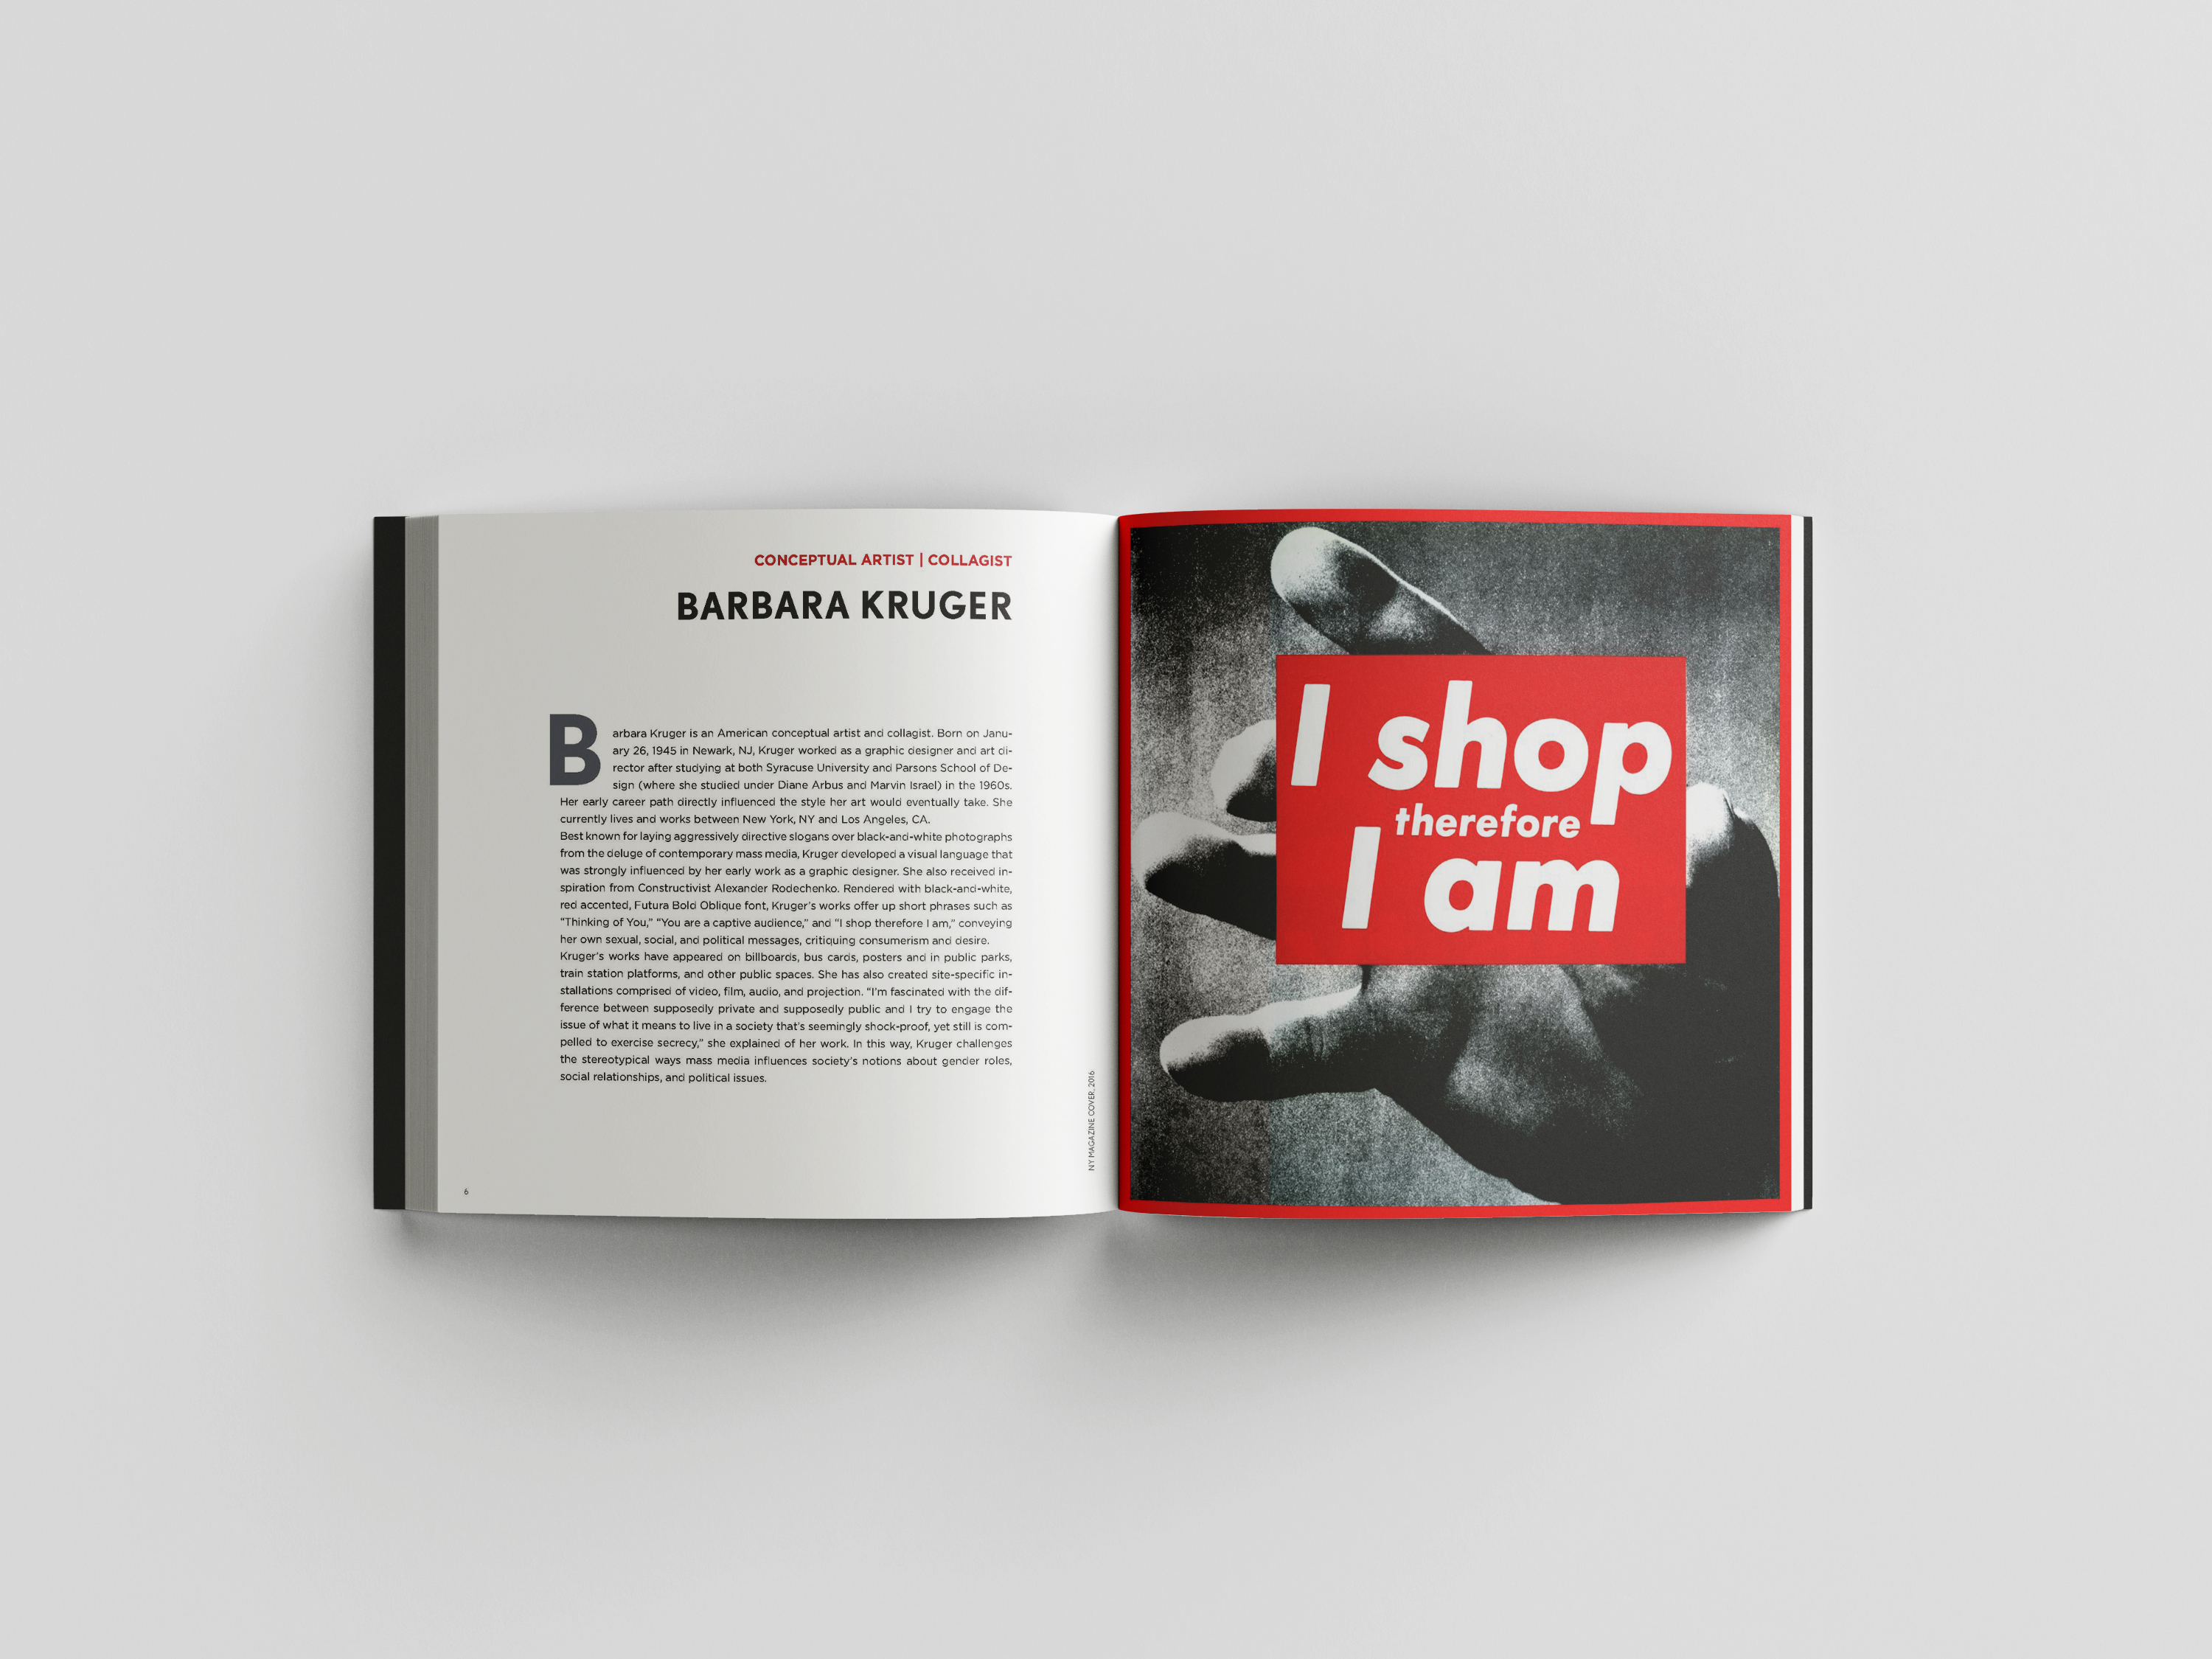 CONCEPTUAL ARTIST | COLLAGIST
BARBARA KRUGER
Barbara Kruger is an American conceptual artist and collagist. Born on Janu-
ary 26, 1945 in Newark, NJ, Kruger worked as a graphic designer and art di-
rector after studying at both Syracuse University and Parsons School of De-
sign (where she studied under Diane Arbus and Marvin Israel) in the 1960s.
Her early career path directly influenced the style her art would eventually take. She
currently lives and works between New York, NY and Los Angeles, CA.
Best known for laying aggressively directive slogans over black-and-white photographs
from the deluge of contemporary mass media, Kruger developed a visual language that
was strongly influenced by her early work as a graphic designer. She also received in-
spiration from Constructivist Alexander Rodechenko. Rendered with black-and-white,
red accented, Futura Bold Oblique font, Kruger's works offer up short phrases such as
"Thinking of You," "You are a captive audience," and "I shop therefore I am," conveying
her own sexual, social, and political messages, critiquing consumerism and desire.
Kruger's works have appeared on billboards, bus cards, posters and in public parks,
train station platforms, and other public spaces. She has also created site-specific in-
stallations comprised of video, film, audio, and projection. "I'm fascinated with the dif-
ference between supposedly private and supposedly public and I try to engage the
issue of what it means to live in a society that's seemingly shock-proof, yet still is com-
pelled to exercise secrecy," she explained of her work. In this way, Kruger challenges
the stereotypical ways mass media influences society's notions about gender roles,
social relationships, and political issues.
NY MAGAZINE COVER, 2016
6
I shop
therefore
I am